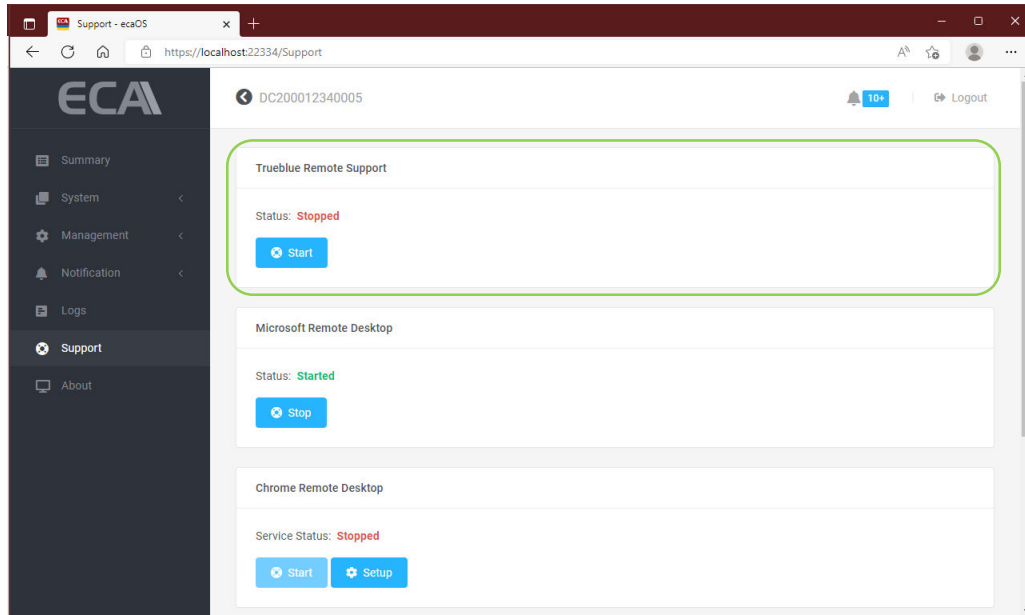 Support - ecaOS
https://localhost:22334/Support
ECA
DC200012340005
10+
Logout
Summary
System
Management
Notification
Logs
Support
About
Trueblue Remote Support
Status: Stopped
Start
Microsoft Remote Desktop
Status: Started
Stop
Chrome Remote Desktop
Service Status: Stopped
Start Setup